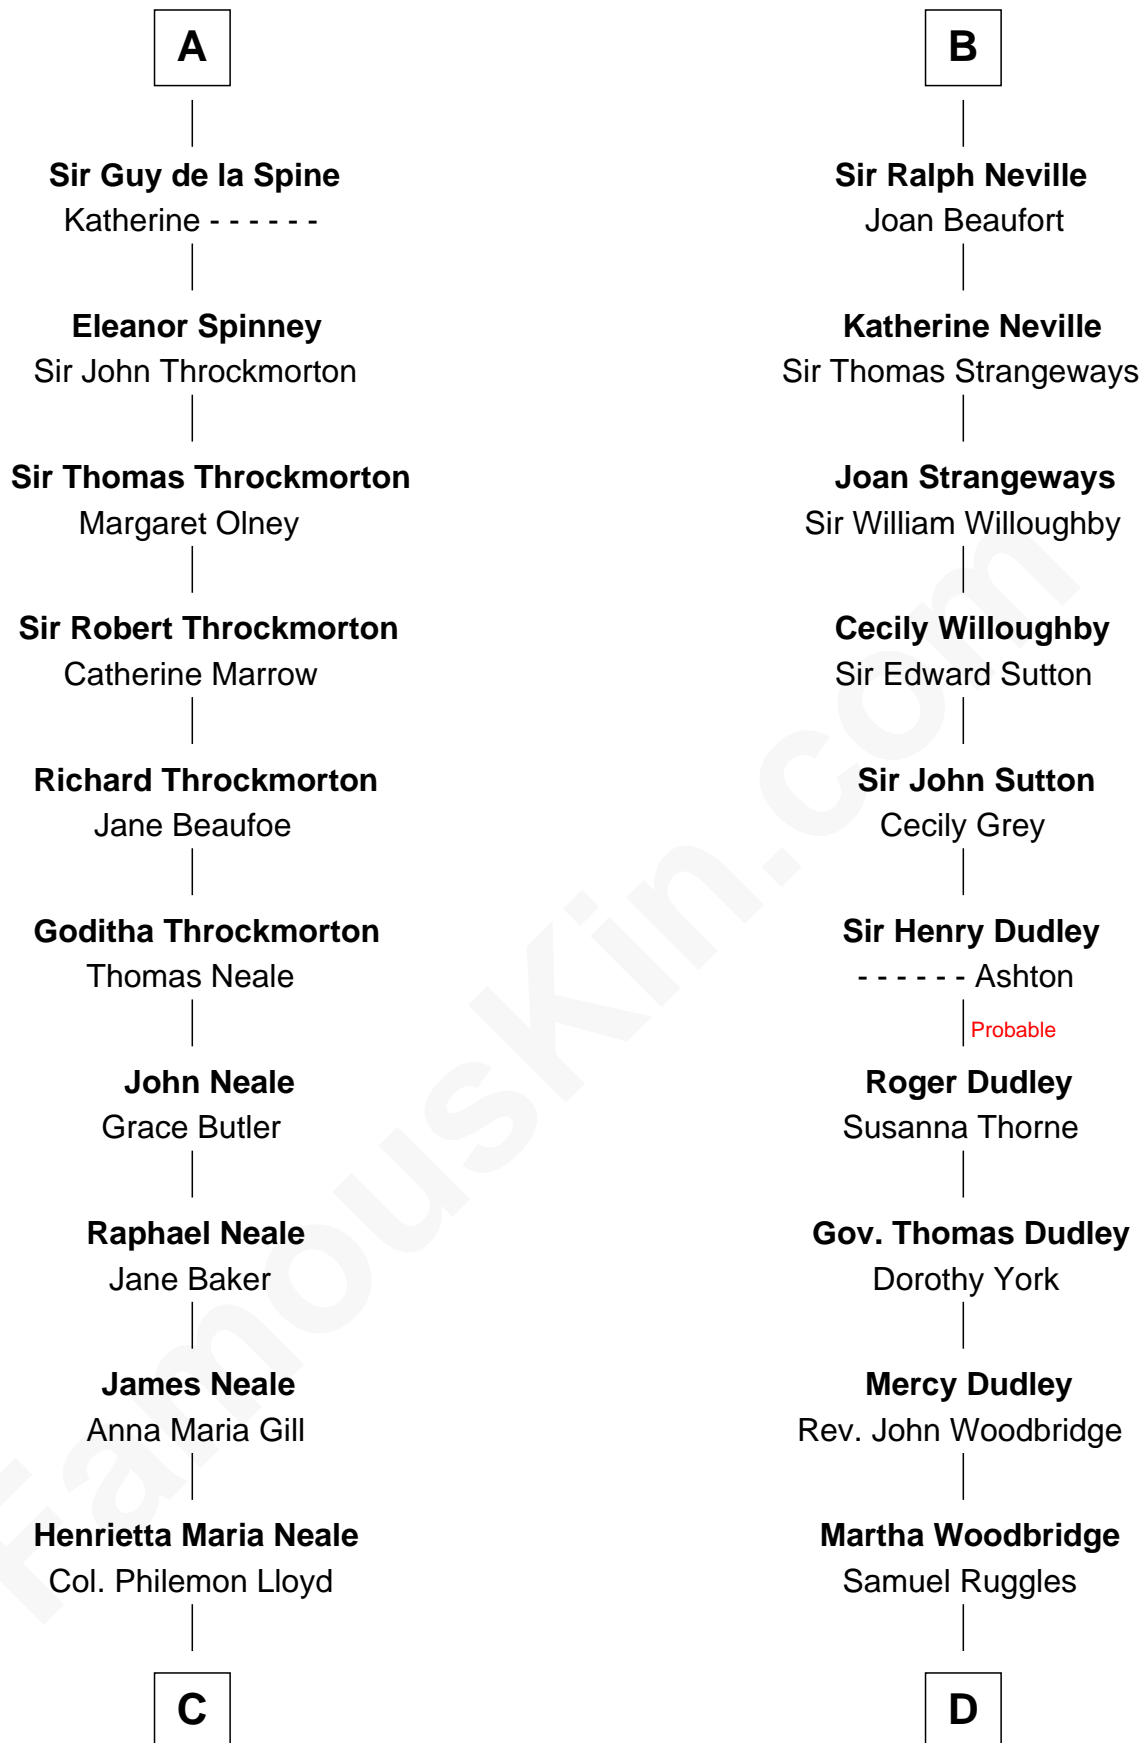 A
Sir Guy de la Spine
Katherine - - - - - -
Eleanor Spinney
Sir John Throckmorton
Sir Thomas Throckmorton
Margaret Olney
Sir Robert Throckmorton
Catherine Marrow
Richard Throckmorton
Jane Beaufoe
Goditha Throckmorton
Thomas Neale
John Neale
Grace Butler
Raphael Neale
Jane Baker
James Neale
Anna Maria Gill
Henrietta Maria Neale
Col. Philemon Lloyd
C
B
Sir Ralph Neville
Joan Beaufort
Katherine Neville
Sir Thomas Strangeways
Joan Strangeways
Sir William Willoughby
Cecily Willoughby
Sir Edward Sutton
Sir John Sutton
Cecily Grey
Sir Henry Dudley
- - - - - - Ashton
Probable
Roger Dudley
Susanna Thorne
Gov. Thomas Dudley
Dorothy York
Mercy Dudley
Rev. John Woodbridge
Martha Woodbridge
Samuel Ruggles
D
FamousKin.com